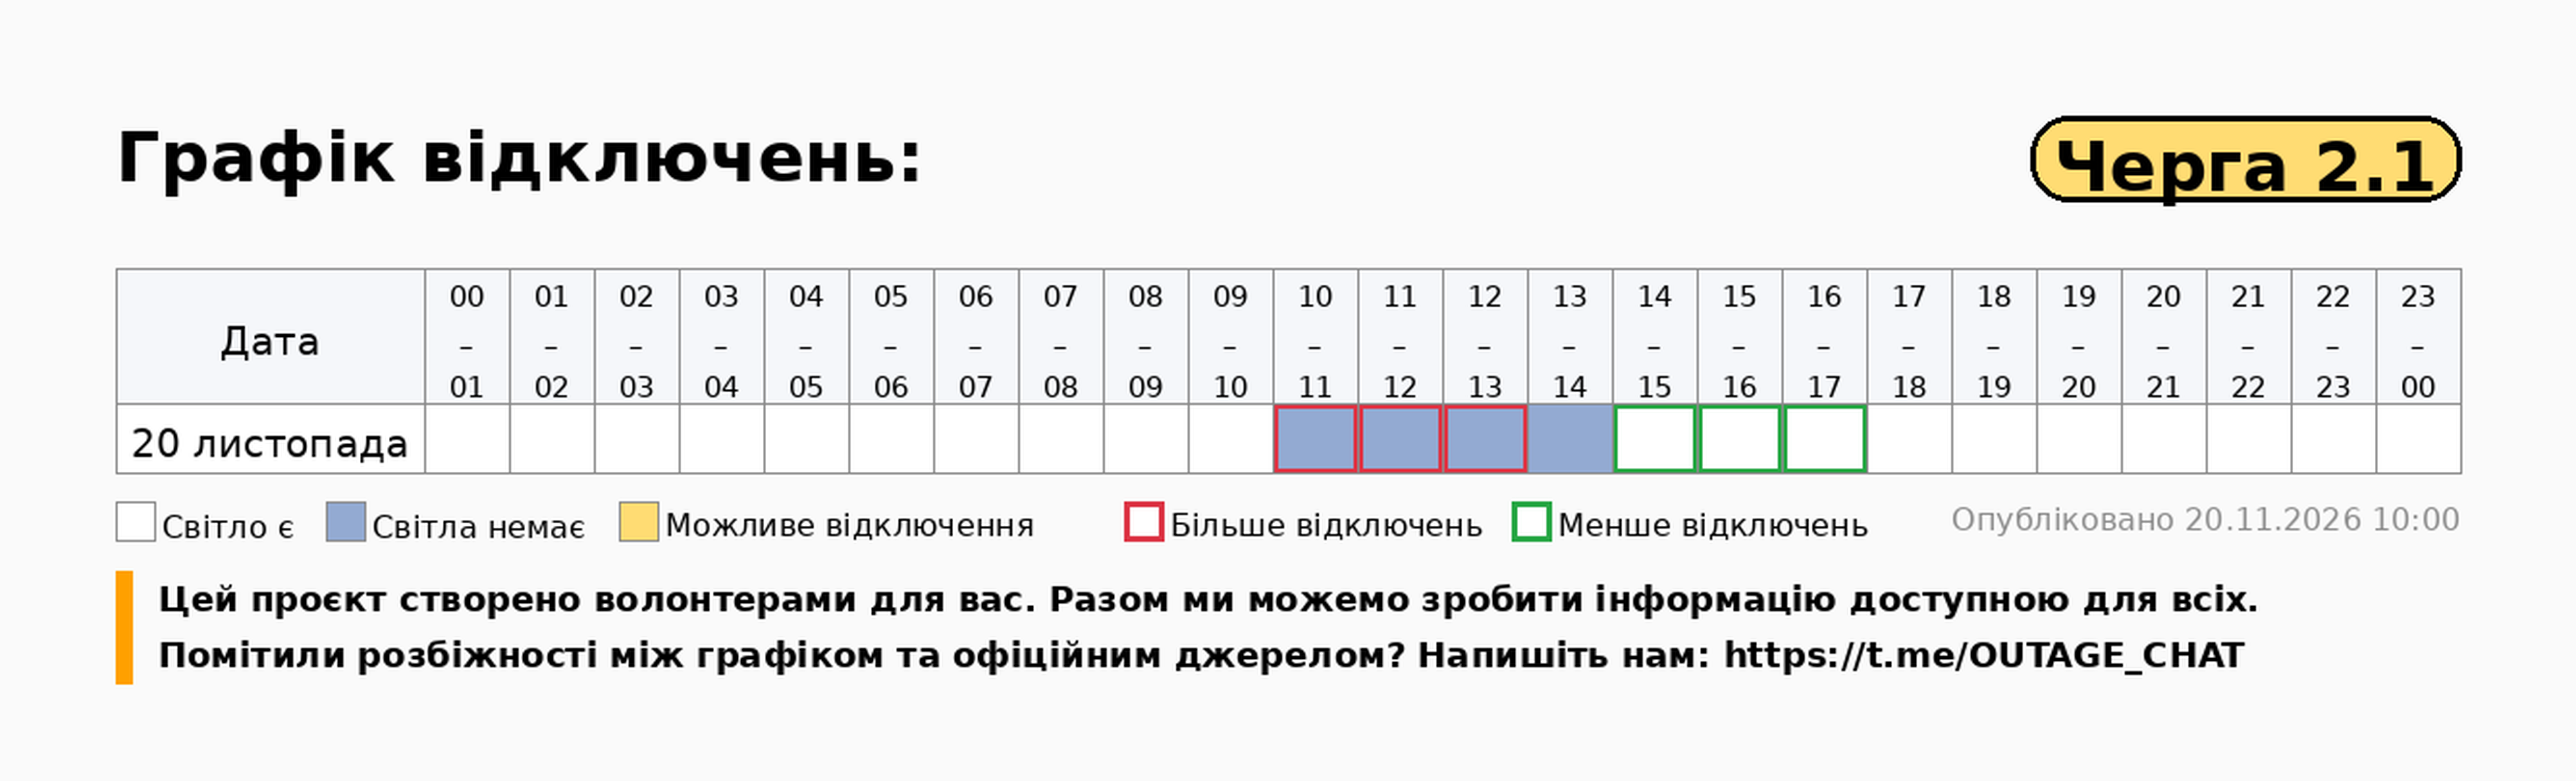 Графік відключень:
Черга 2.1
Дата 00 – 01 01 – 02 02 – 03 03 – 04 04 – 05 05 – 06 06 – 07 07 – 08 08 – 09 09 – 10 10 – 11 11 – 12 12 – 13 13 – 14 14 – 15 15 – 16 16 – 17 17 – 18 18 – 19 19 – 20 20 – 21 21 – 22 22 – 23 23 – 00
20 листопада
Світло є Світла немає Можливе відключення Більше відключень Менше відключень Опубліковано 20.11.2026 10:00
Цей проєкт створено волонтерами для вас. Разом ми можемо зробити інформацію доступною для всіх.
Помітили розбіжності між графіком та офіційним джерелом? Напишіть нам: https://t.me/OUTAGE_CHAT